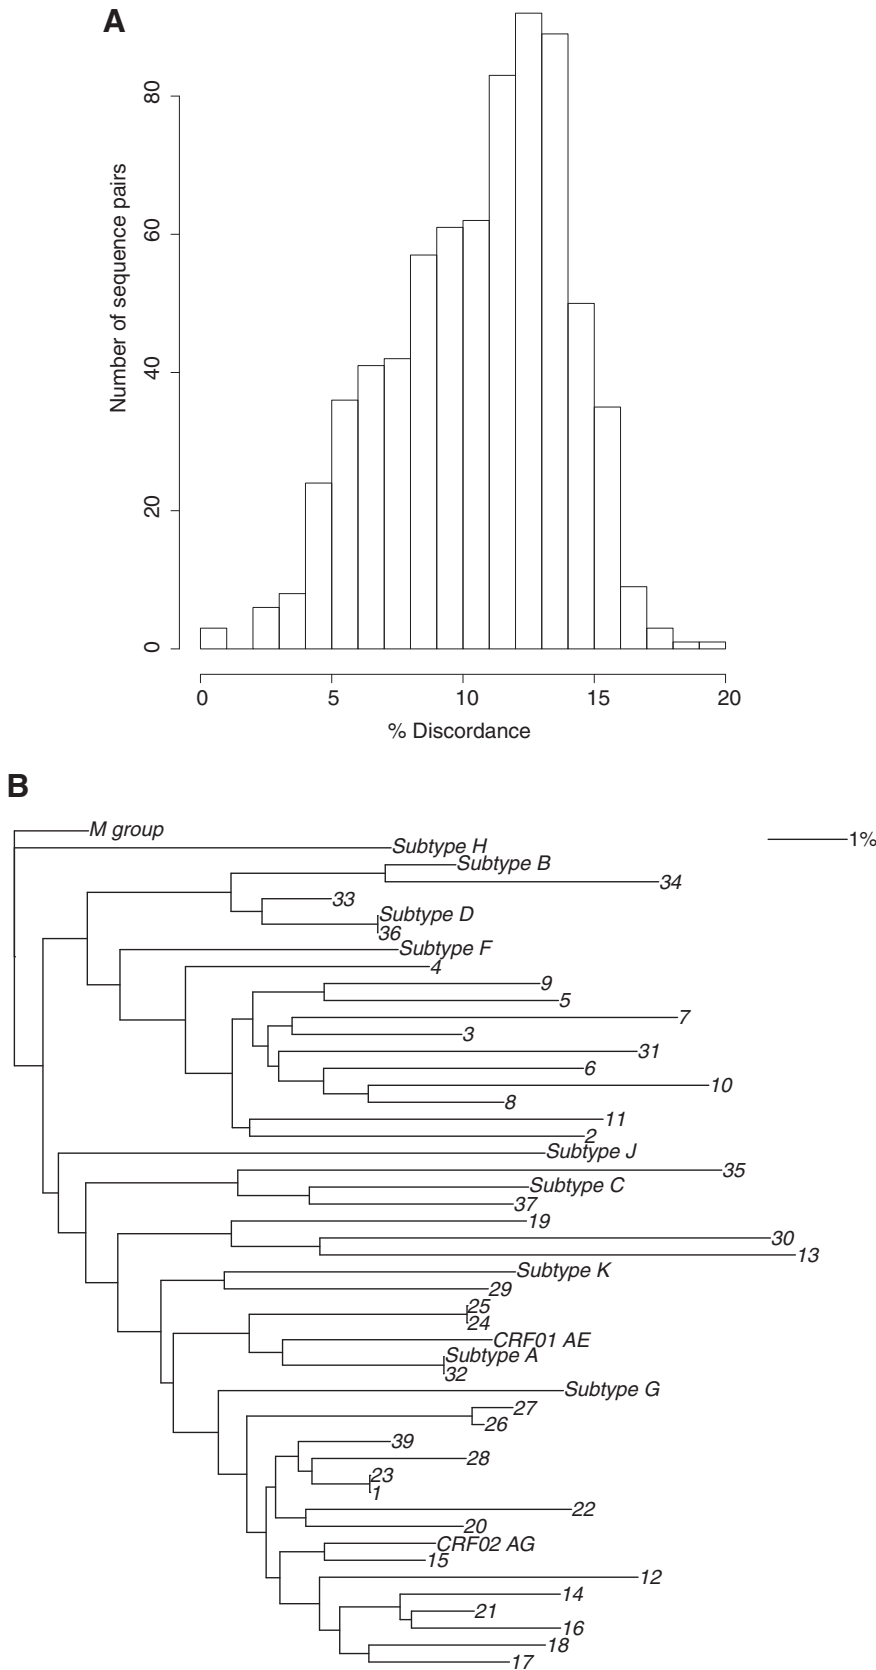 A
80
60
40
20
0
Number of sequence pairs
0 5 10 15 20
% Discordance
B
M group
1%
Subtype H
Subtype B
34
33
Subtype D
36
Subtype F
4
9
5
7
3
31
6
10
8
11
2
Subtype J
35
Subtype C
37
19
30
13
Subtype K
29
25
24
CRF01 AE
Subtype A
32
Subtype G
27
26
39
28
23
1
22
20
CRF02 AG
15
12
14
21
16
18
17